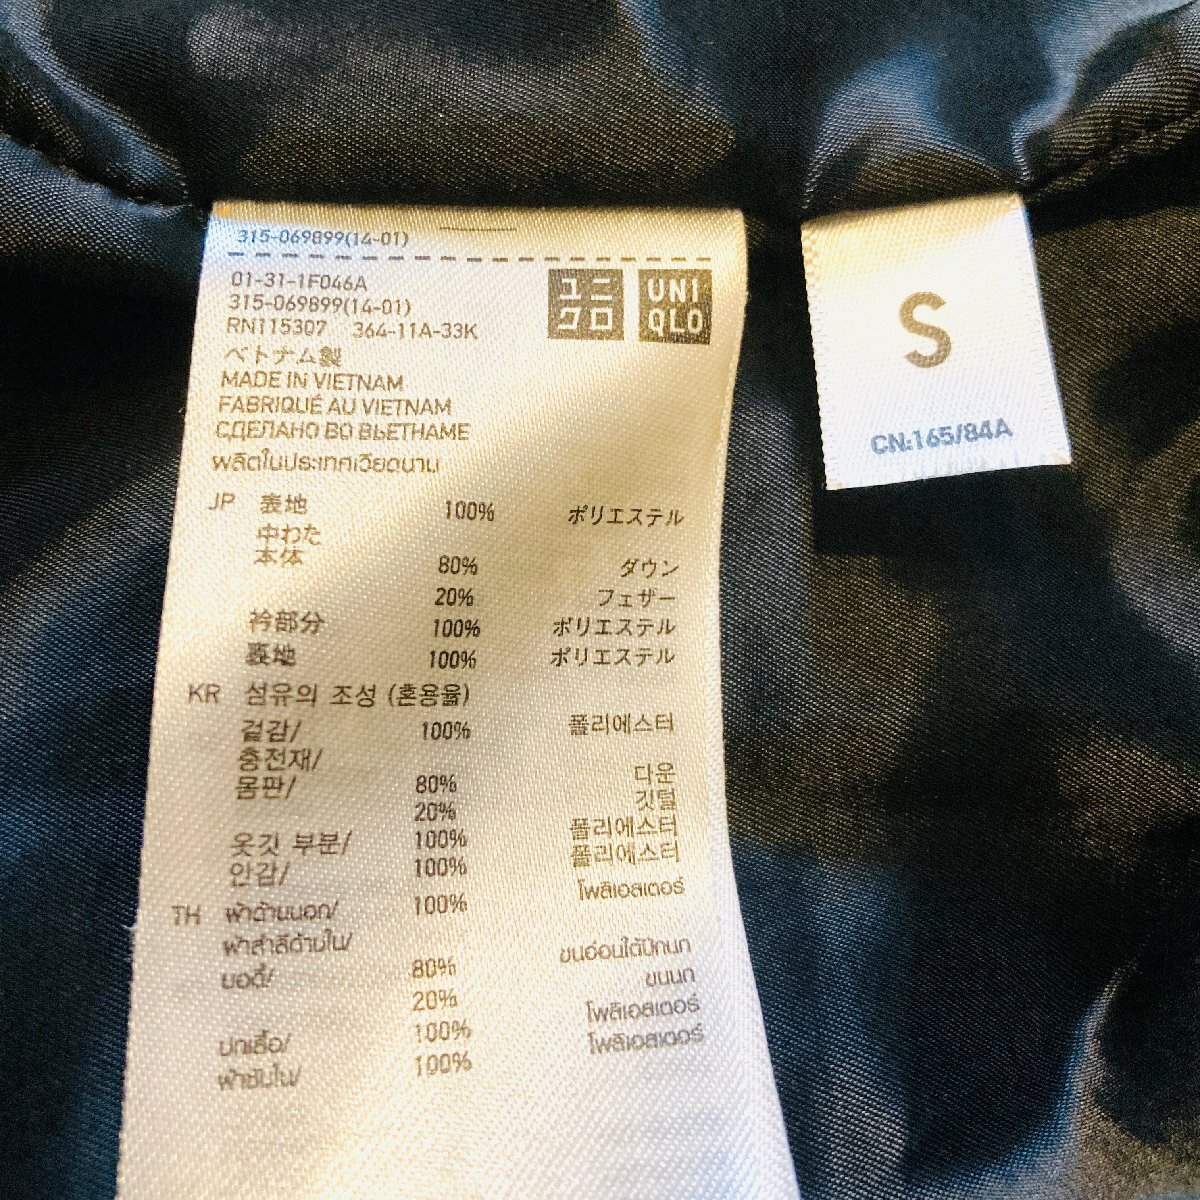 315-069899(14-01)
01-31-1F046A
315-069899(14-01)
RN115307 364-11A-33K
ユニ
クロ
UNI
QLO
ベトナム製
MADE IN VIETNAM
FABRIQUÉ AU VIETNAM
СДЕЛАНО ВО ВЬЕТНАМЕ
ผลิตในประเทศเวียดนาม
JP 表地 100% ポリエステル
中わた
本体 80% ダウン
20% フェザー
衿部分 100% ポリエステル
裏地 100% ポリエステル
KR 섬유의 조성 (혼용율)
겉감/ 100% 폴리에스터
충전재/
몸판/ 80% 다운
20% 깃털
옷깃 부분/ 100% 폴리에스터
안감/ 100% 폴리에스터
TH ผ้าด้านนอก/ 100% โพลิเอสเตอร์
ผ้าสำลีด้านใน/
บอดี้/ 80% ขนอ่อนใต้ปีกนก
20% ขนนก
ปกเสื้อ/ 100% โพลิเอสเตอร์
ผ้าซับใน/ 100% โพลิเอสเตอร์
S
CN:165/84A